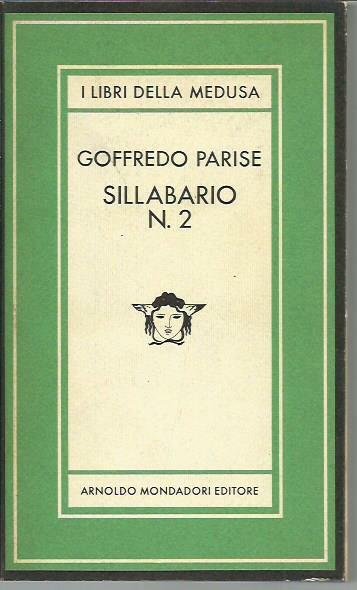 I LIBRI DELLA MEDUSA
GOFFREDO PARISE
SILLABARIO
N. 2
ARNOLDO MONDADORI EDITORE